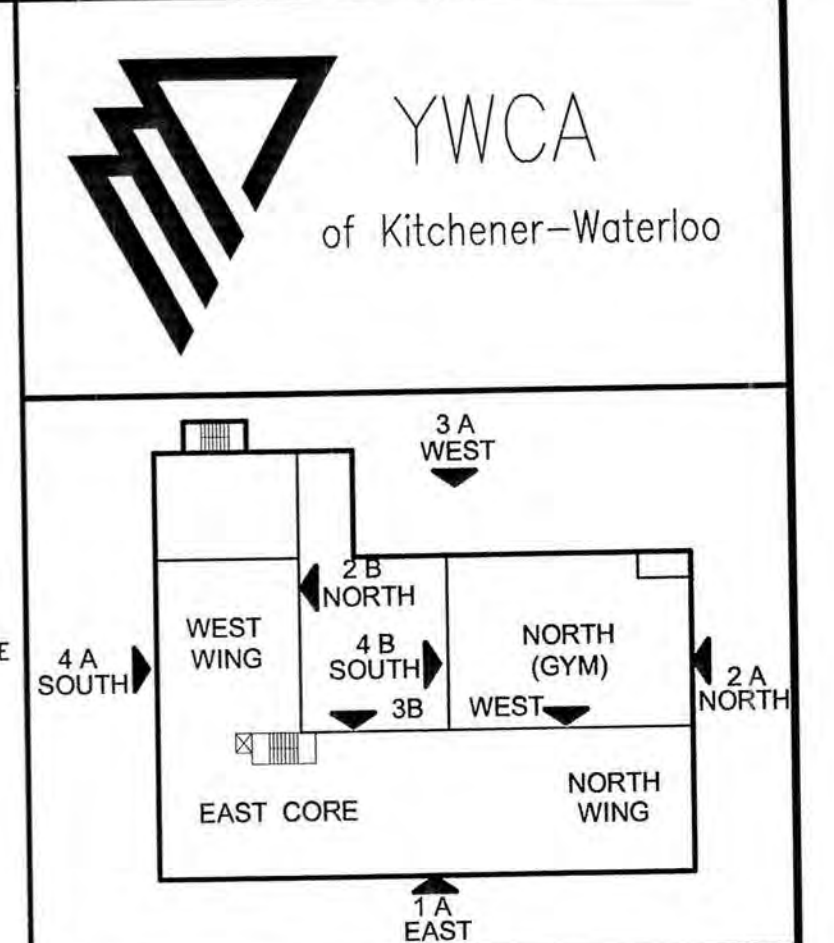 YWCA
of Kitchener-Waterloo
3 A
WEST
2 B
NORTH
WEST
WING
4 B
SOUTH
NORTH
(GYM)
E
4 A
SOUTH
2 A
NORTH
3B
WEST
EAST CORE
NORTH
WING
1 A
EAST